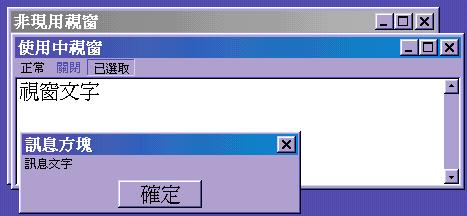 非現用視窗
使用中視窗
正常 關閉 已選取
視窗文字
訊息方塊
訊息文字
確定